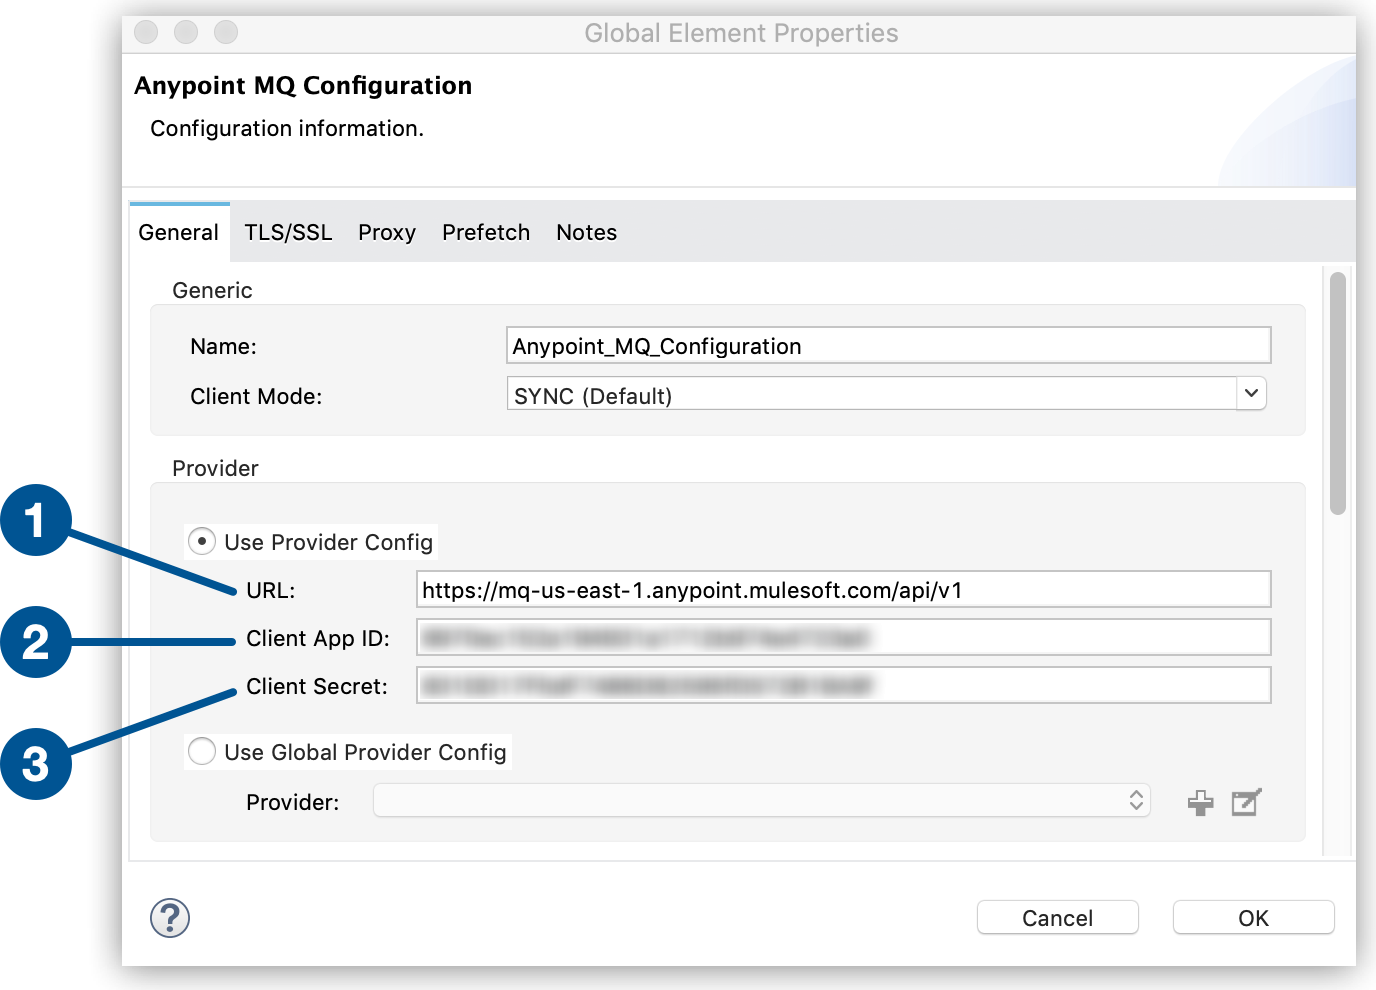 Global Element Properties
Anypoint MQ Configuration
Configuration information.
General TLS/SSL Proxy Prefetch Notes
Generic
Name: Anypoint_MQ_Configuration
Client Mode: SYNC (Default)
Provider
1
Use Provider Config
URL: https://mq-us-east-1.anypoint.mulesoft.com/api/v1
2
Client App ID:
Client Secret:
3
Use Global Provider Config
Provider:
?
Cancel OK